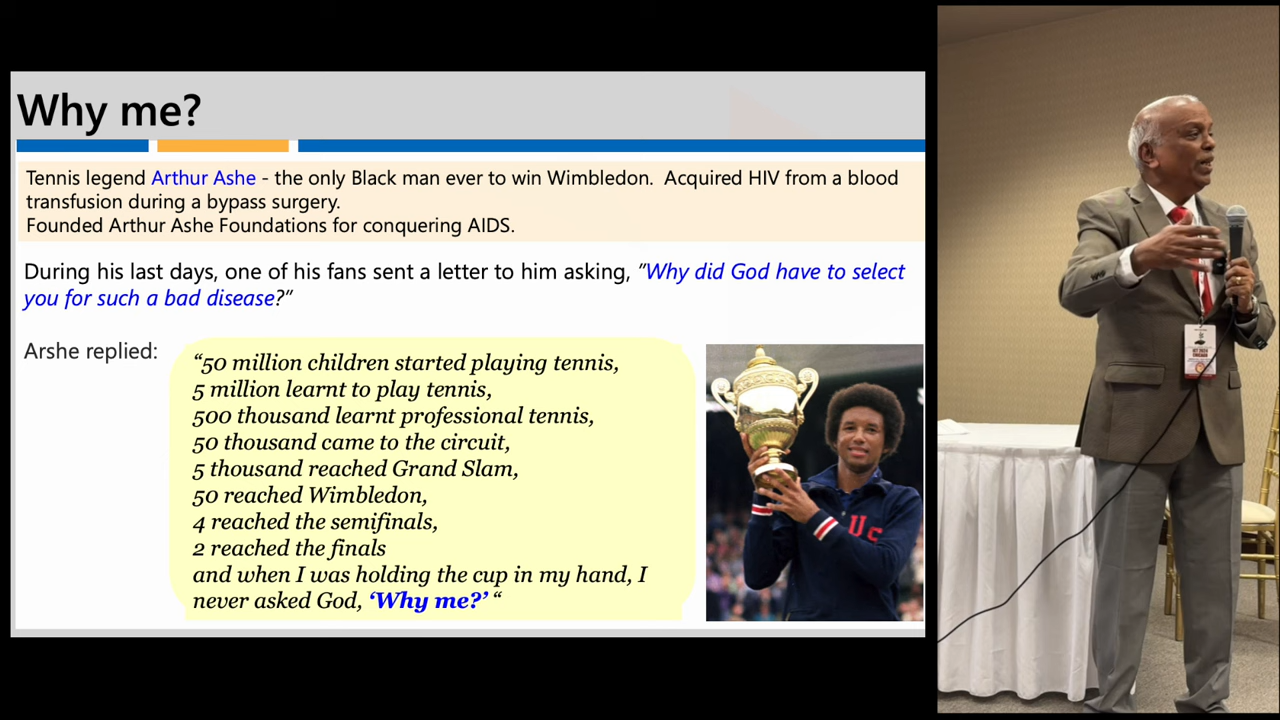 Why me?
Tennis legend Arthur Ashe - the only Black man ever to win Wimbledon. Acquired HIV from a blood
transfusion during a bypass surgery.
Founded Arthur Ashe Foundations for conquering AIDS.
During his last days, one of his fans sent a letter to him asking, "Why did God have to select
you for such a bad disease?"
Arshe replied:
“50 million children started playing tennis,
5 million learnt to play tennis,
500 thousand learnt professional tennis,
50 thousand came to the circuit,
5 thousand reached Grand Slam,
50 reached Wimbledon,
4 reached the semifinals,
2 reached the finals
and when I was holding the cup in my hand, I
never asked God, ‘Why me?’ “
US